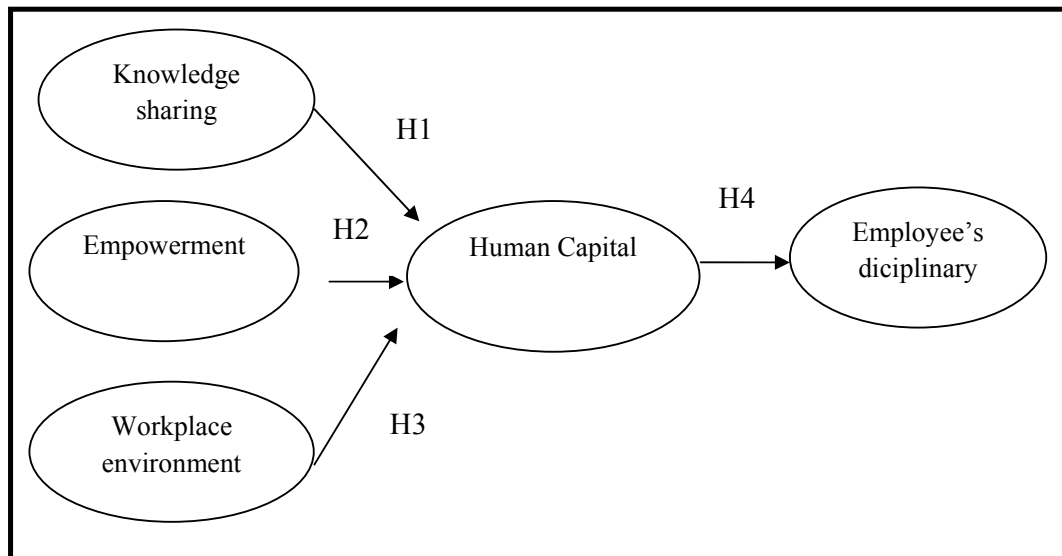 Knowledge
sharing
H1
Empowerment
H2
Human Capital
H4
Employee’s
diciplinary
Workplace
environment
H3